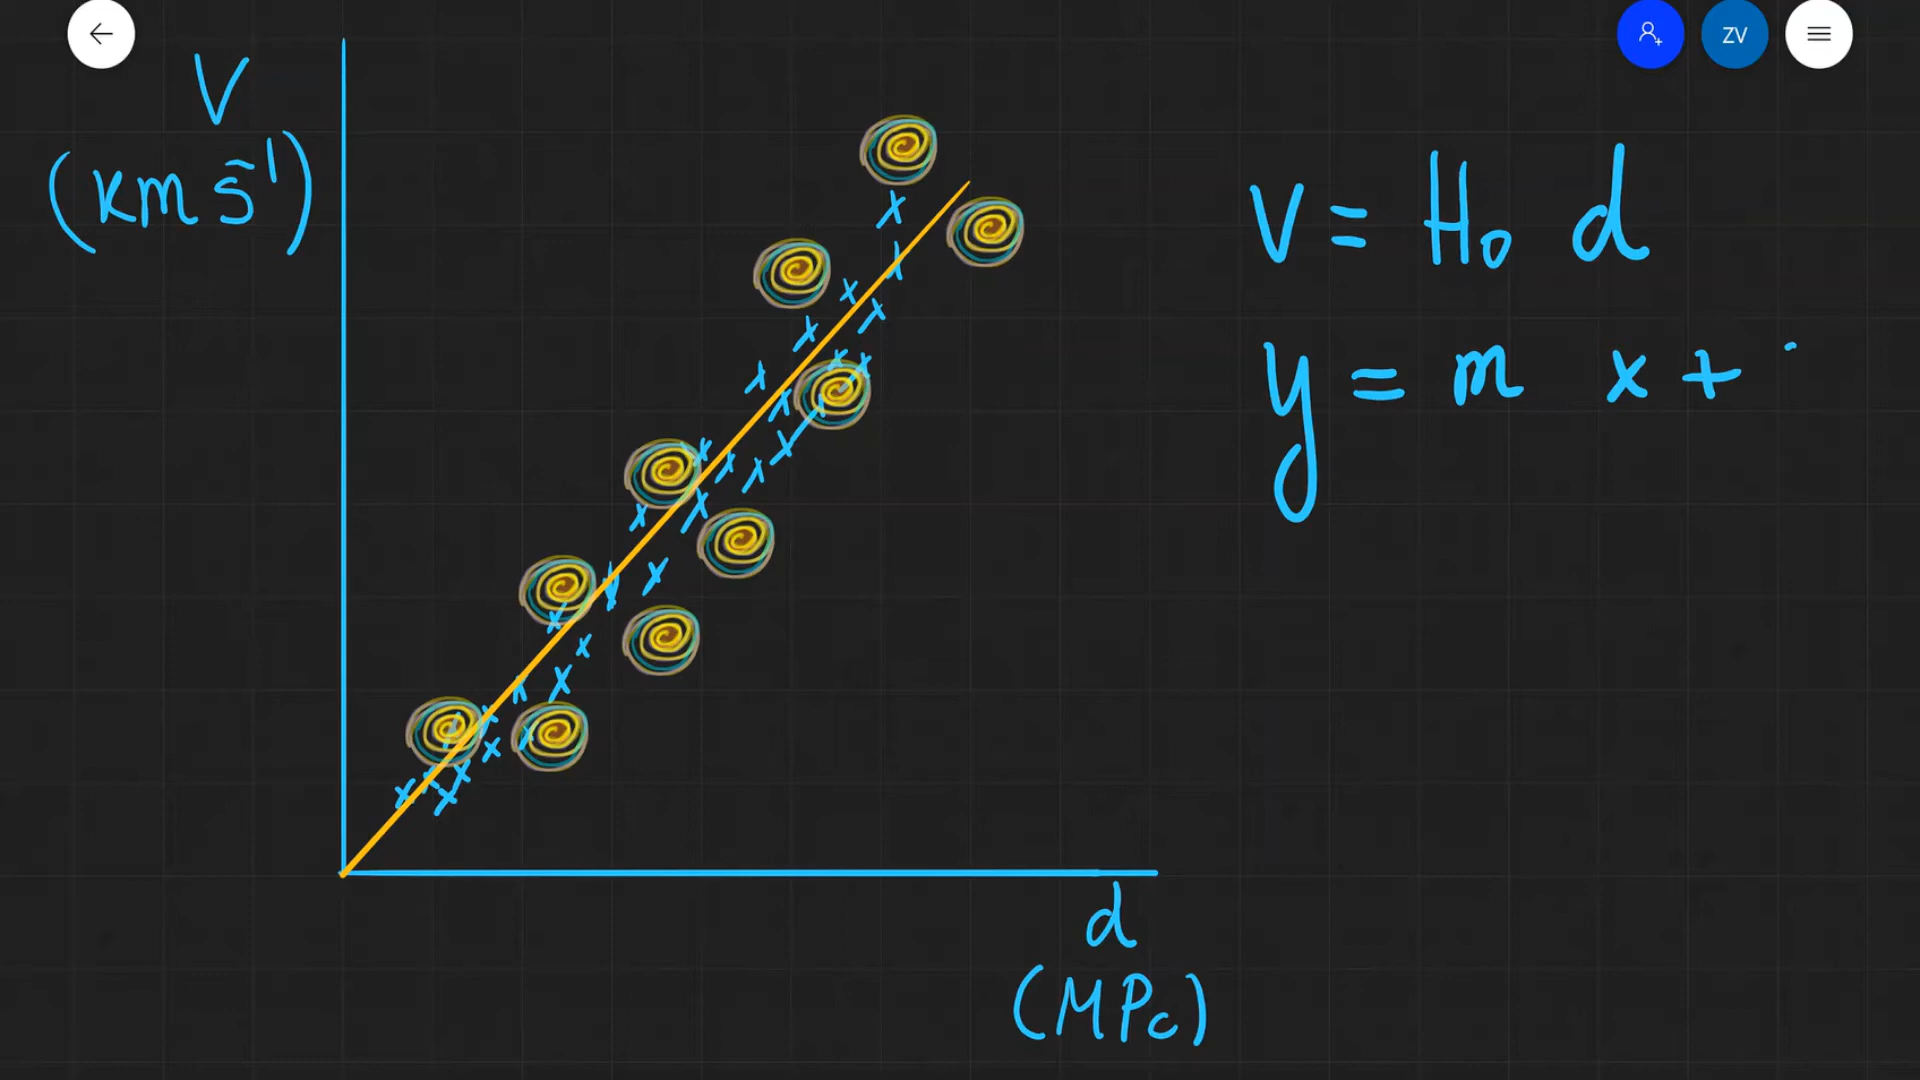 ZV
V
(km s⁻¹)
v = H₀ d
y = m x +
d
(MPc)